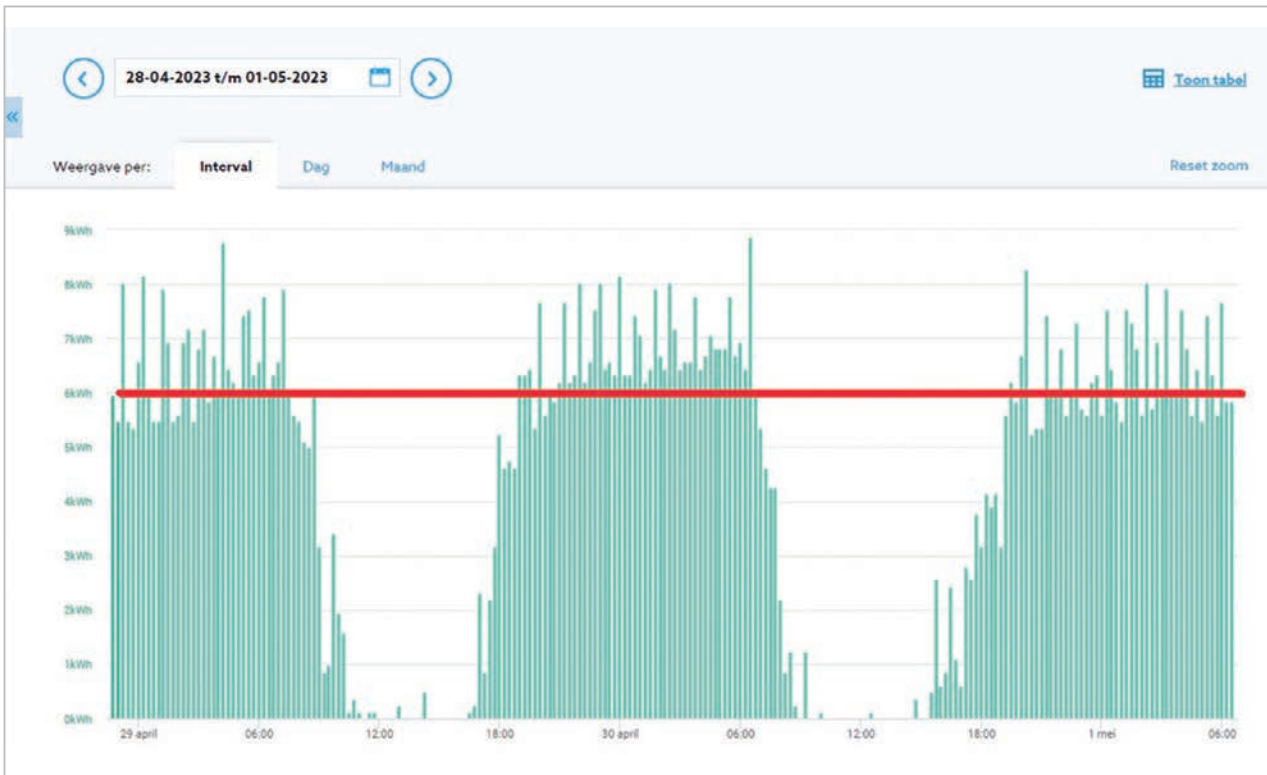 28-04-2023 t/m 01-05-2023
Toon tabel
«
Weergave per:
Interval
Dag
Maand
Reset zoom
9kWh
8kWh
7kWh
6kWh
5kWh
4kWh
3kWh
2kWh
1kWh
0kWh
29 april 06:00 12:00 18:00 30 april 06:00 12:00 18:00 1 mei 06:00